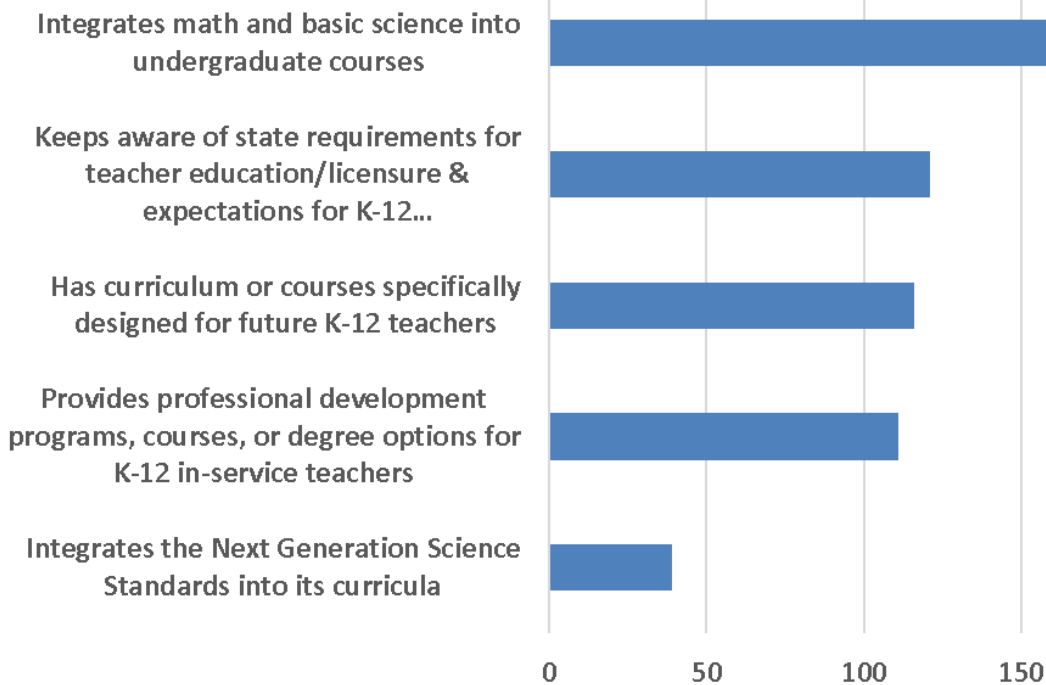 Integrates math and basic science into
undergraduate courses
Keeps aware of state requirements for
teacher education/licensure &
expectations for K-12...
Has curriculum or courses specifically
designed for future K-12 teachers
Provides professional development
programs, courses, or degree options for
K-12 in-service teachers
Integrates the Next Generation Science
Standards into its curricula
0 50 100 150